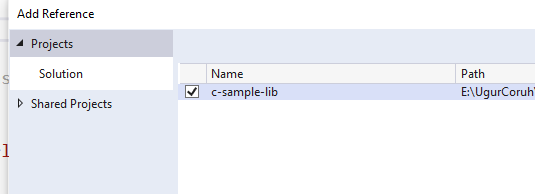 Add Reference
Projects
Solution
Shared Projects
Name Path
c-sample-lib E:\UgurCoruh\